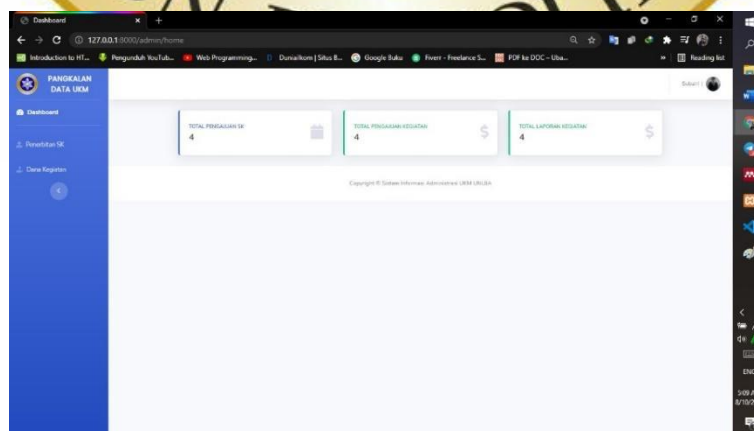 Dashboard
127.0.0.1:8000/admin/home
Introduction to HT...
Pengunduh YouTub...
Web Programming...
Dunialkom | Situs B...
Google Buku
Fiverr - Freelance S...
PDF ke DOC – Uba...
»
Reading list
PANGKALAN
DATA UKM
Dashboard
Penerbitan SK
Dana Kegiatan
TOTAL PENGAJUAN SK
4
TOTAL PENGAJUAN KEGIATAN
4
TOTAL LAPORAN KEGIATAN
4
Copyright © Sistem Informasi Administrasi UKM
ENG